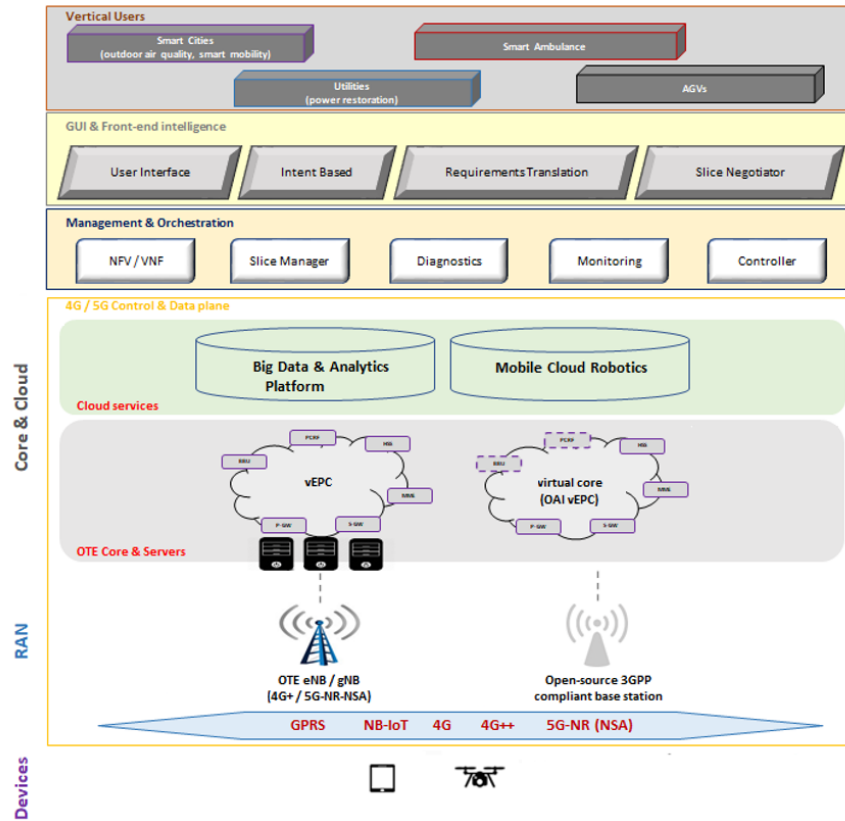 Vertical Users
Smart Cities
(outdoor air quality, smart mobility)
Smart Ambulance
Utilities
(power restoration)
AGVs
GUI & Front-end intelligence
User Interface
Intent Based
Requirements Translation
Slice Negotiator
Management & Orchestration
NFV / VNF
Slice Manager
Diagnostics
Monitoring
Controller
4G / 5G Control & Data plane
Core & Cloud
Big Data & Analytics
Platform
Mobile Cloud Robotics
Cloud services
PCRF
HSS
BBU
MME
vEPC
P-GW
S-GW
PCRF
HSS
BBU
MME
virtual core
(OAI vEPC)
P-GW
S-GW
OTE Core & Servers
RAN
OTE eNB / gNB
(4G+ / 5G-NR-NSA)
Open-source 3GPP
compliant base station
GPRS NB-IoT 4G 4G++ 5G-NR (NSA)
Devices